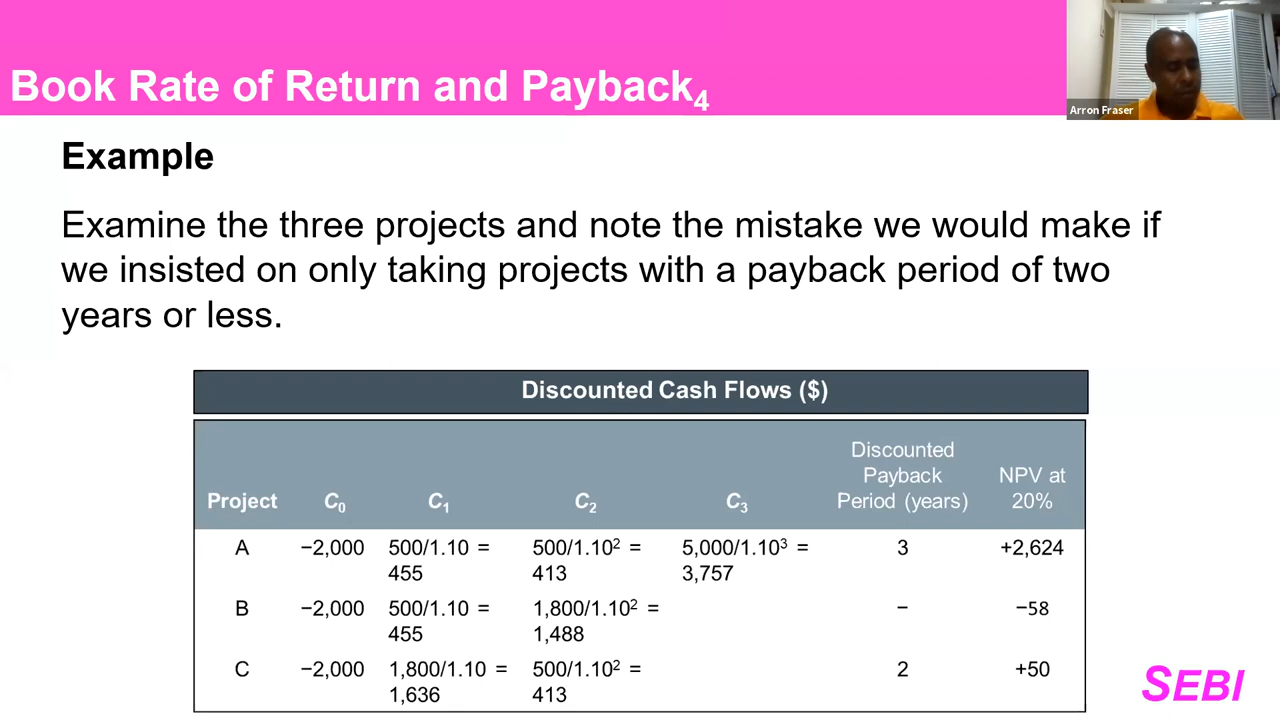 Book Rate of Return and Payback₄
Arron Fraser
Example
Examine the three projects and note the mistake we would make if
we insisted on only taking projects with a payback period of two
years or less.
Discounted Cash Flows ($)
Project C₀ C₁ C₂ C₃ Discounted Payback Period (years) NPV at 20%
A −2,000 500/1.10 = 455 500/1.10² = 413 5,000/1.10³ = 3,757 3 +2,624
B −2,000 500/1.10 = 455 1,800/1.10² = 1,488 − −58
C −2,000 1,800/1.10 = 1,636 500/1.10² = 413 2 +50
SEBI